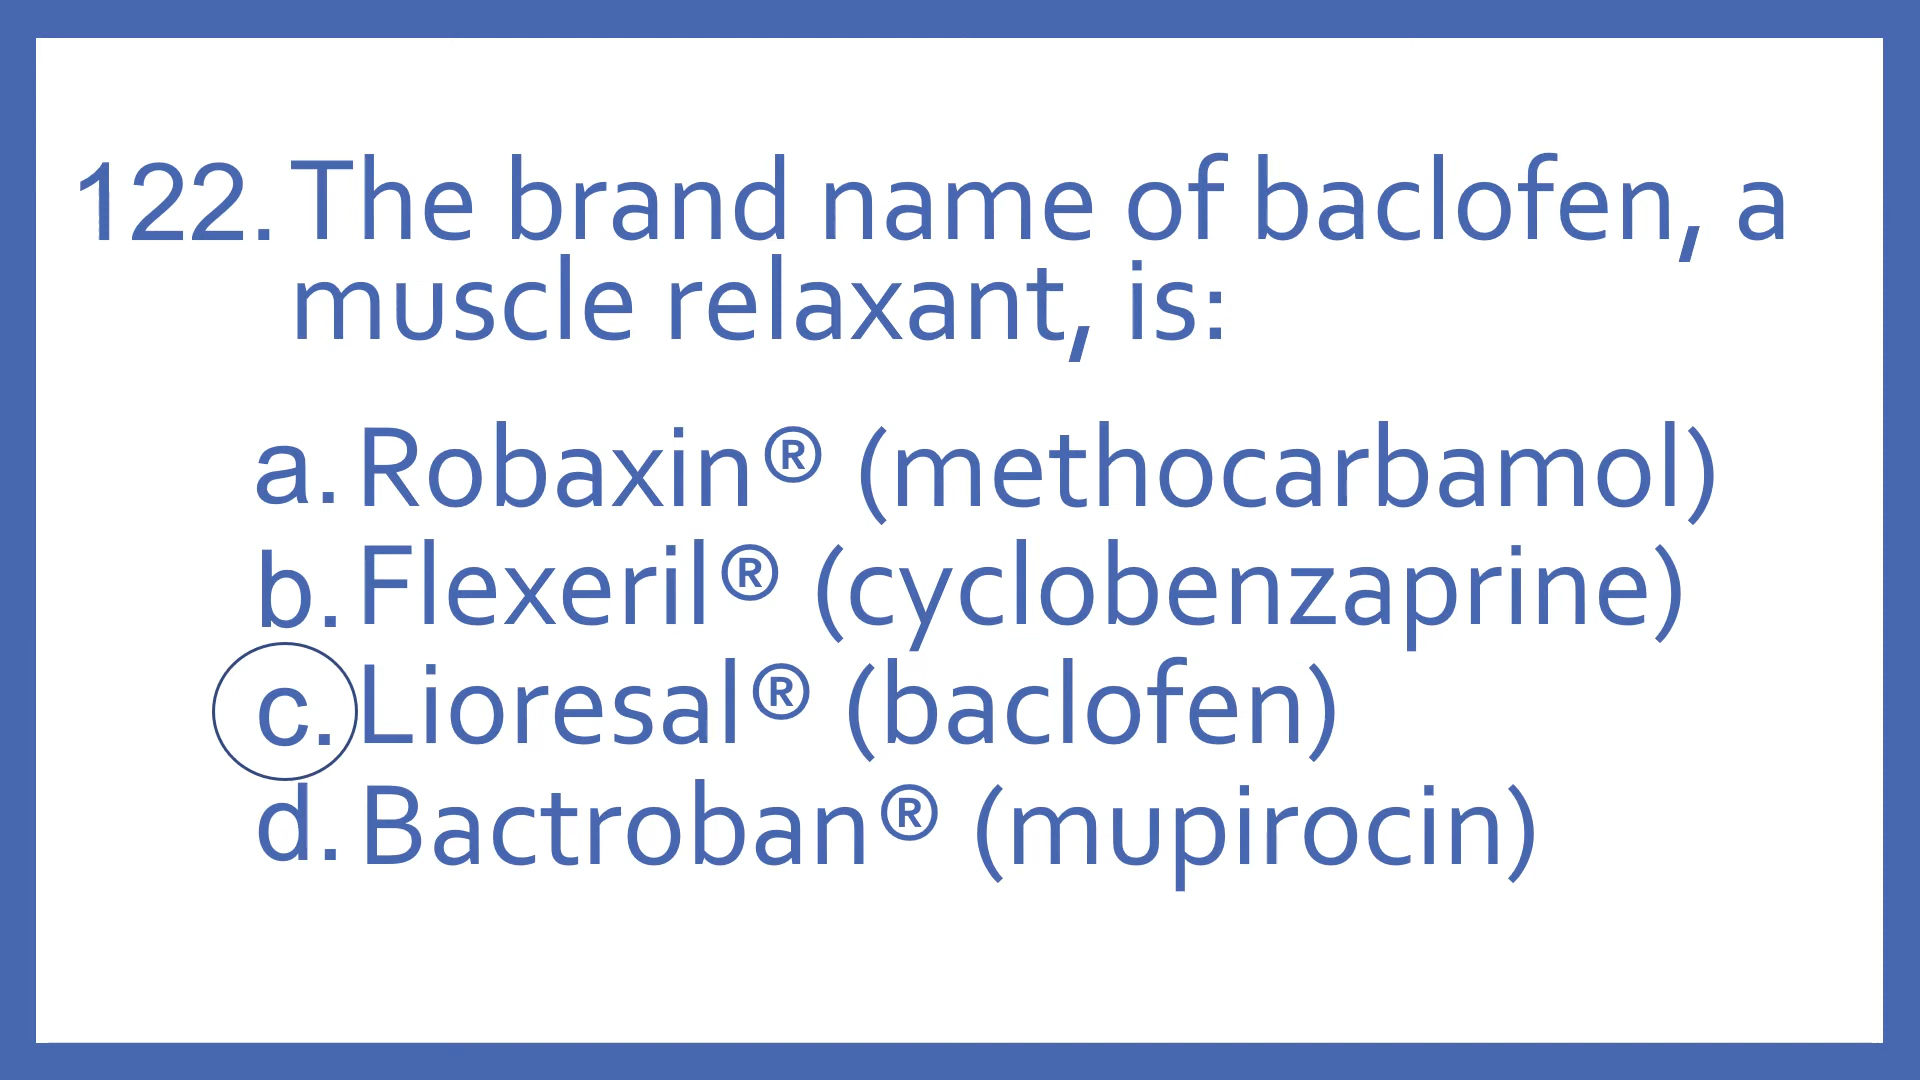 122. The brand name of baclofen, a
muscle relaxant, is:
a. Robaxin® (methocarbamol)
b. Flexeril® (cyclobenzaprine)
c. Lioresal® (baclofen)
d. Bactroban® (mupirocin)